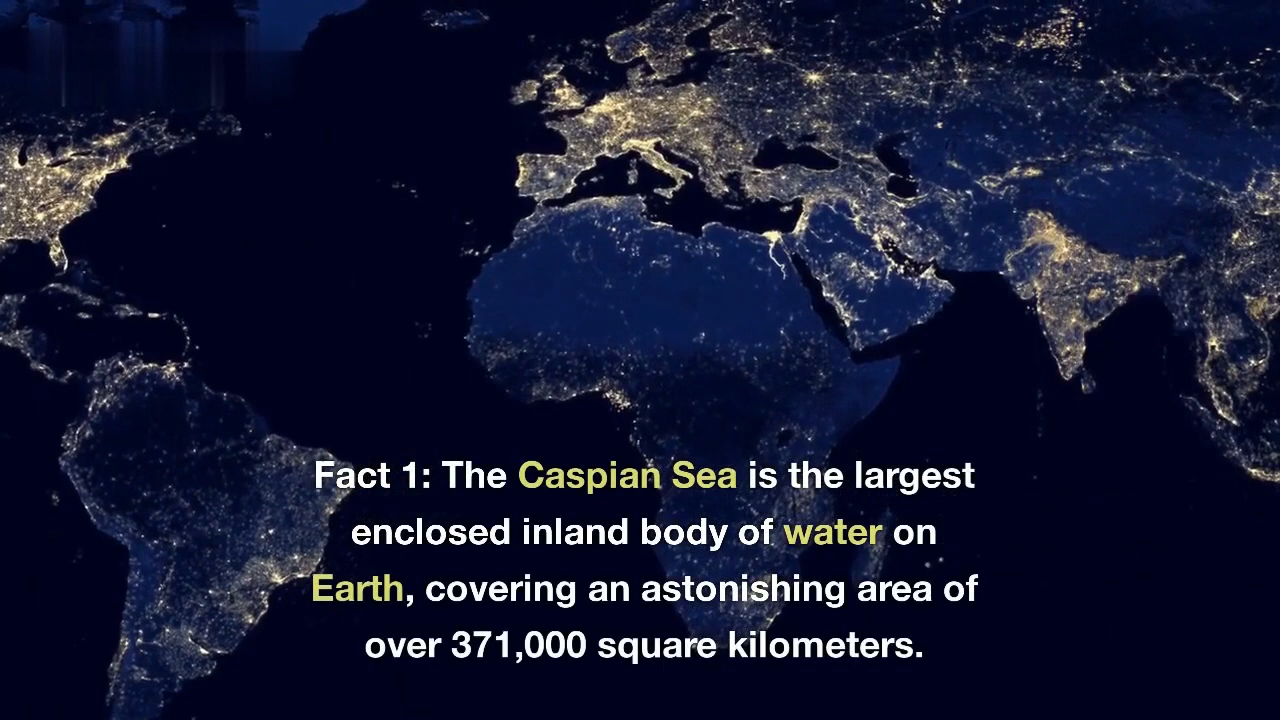 Fact 1: The Caspian Sea is the largest
enclosed inland body of water on
Earth, covering an astonishing area of
over 371,000 square kilometers.